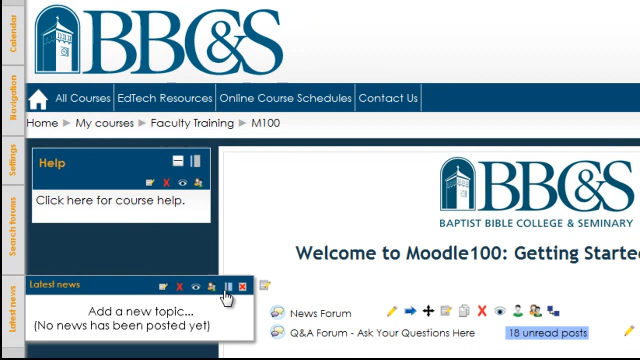 Calendar
Navigation
Settings
Search forums
Latest news
BBC&S
All Courses
EdTech Resources
Online Course Schedules
Contact Us
Home ► My courses ► Faculty Training ► M100
Help
Click here for course help.
BBC&S
BAPTIST BIBLE COLLEGE & SEMINARY
Welcome to Moodle100: Getting Starte
Latest news
Add a new topic...
(No news has been posted yet)
News Forum
Q&A Forum - Ask Your Questions Here
18 unread posts